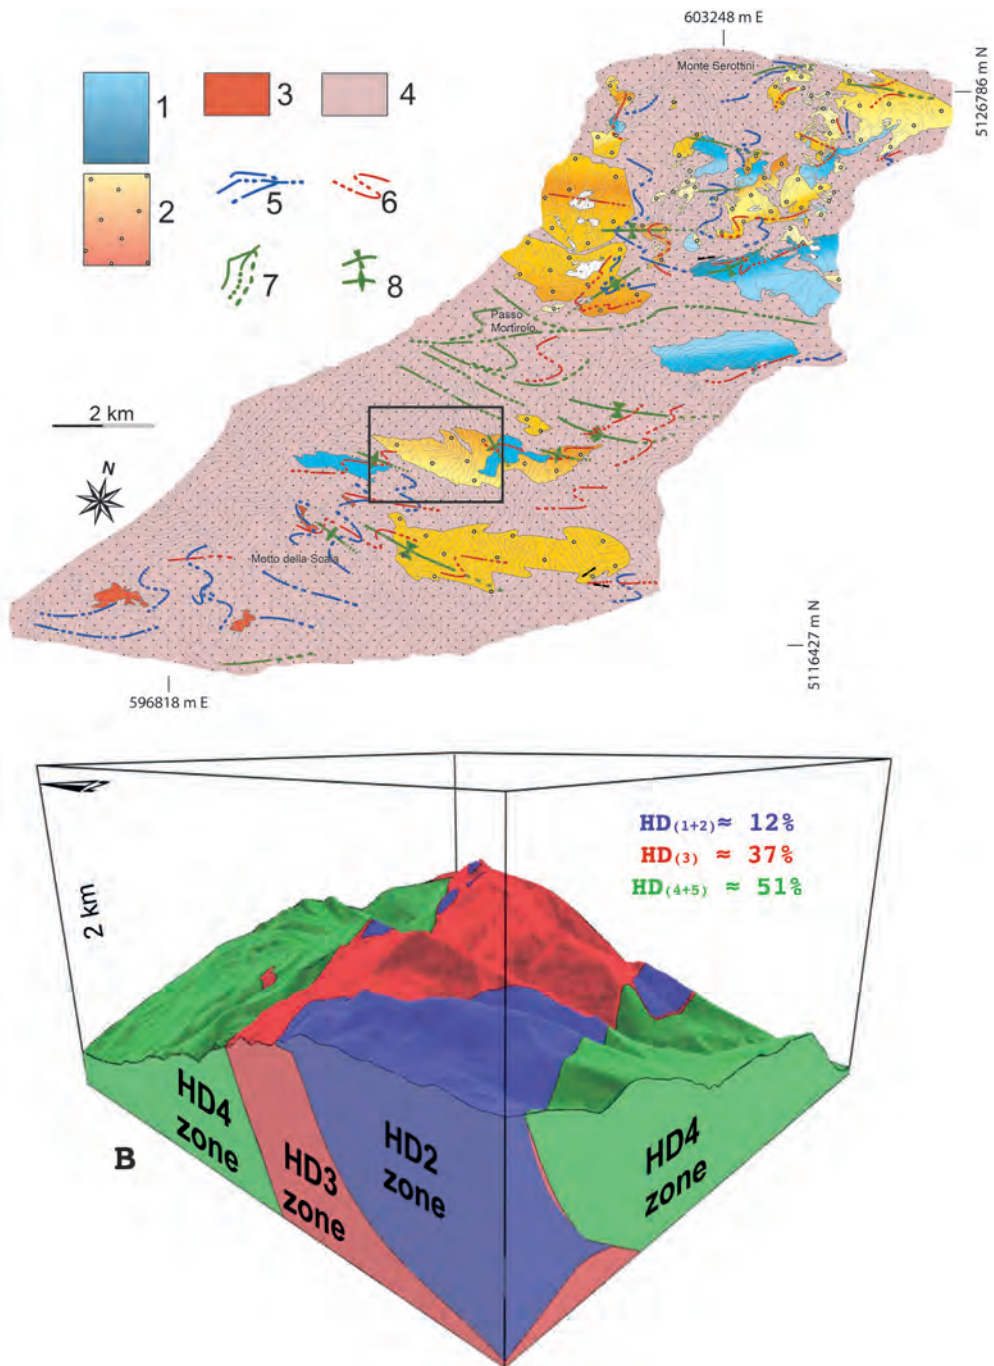 603248 m E
Monte Serottini
5126786 m N
1
3
4
2
5
6
7
8
Passo
Mortirolo
2 km
N
Motto della Scala
5116427 m N
596818 m E
HD(1+2)≈ 12%
HD(3) ≈ 37%
HD(4+5) ≈ 51%
2 km
HD4
zone
HD3
zone
HD2
zone
HD4
zone
B